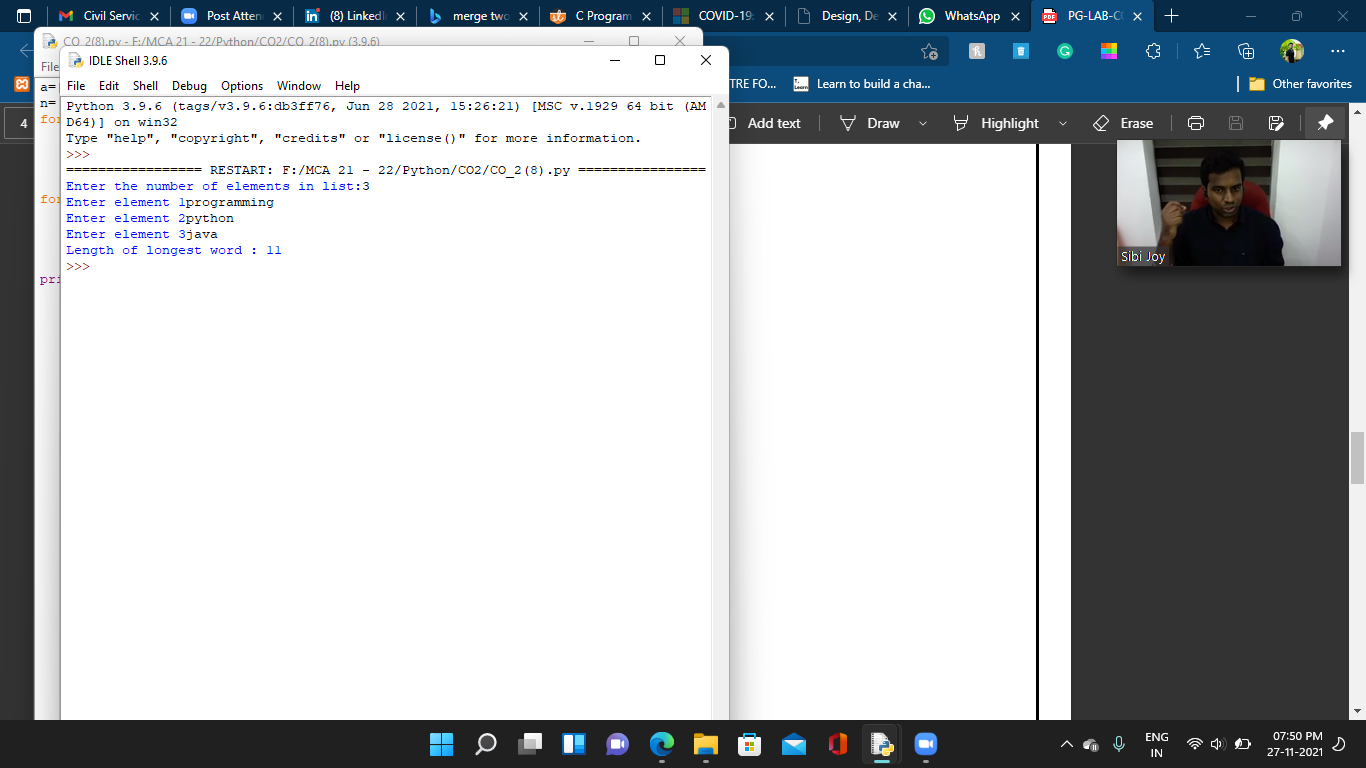 Civil Servic
Post Atten
(8) LinkedI
merge two
C Program
COVID-19:
Design, De
WhatsApp
PG-LAB-CO
CO_2(8).py - F:/MCA 21 - 22/Python/CO2/CO_2(8).py (3.9.6)
File
IDLE Shell 3.9.6
File Edit Shell Debug Options Window Help
TRE FO...
Learn to build a cha...
Other favorites
4
Add text
Draw
Highlight
Erase
a=
n=
for
for
pri
Python 3.9.6 (tags/v3.9.6:db3ff76, Jun 28 2021, 15:26:21) [MSC v.1929 64 bit (AM
D64)] on win32
Type "help", "copyright", "credits" or "license()" for more information.
>>>
================= RESTART: F:/MCA 21 - 22/Python/CO2/CO_2(8).py ================
Enter the number of elements in list:3
Enter element 1programming
Enter element 2python
Enter element 3java
Length of longest word : 11
>>>
Sibi Joy
ENG
IN
07:50 PM
27-11-2021